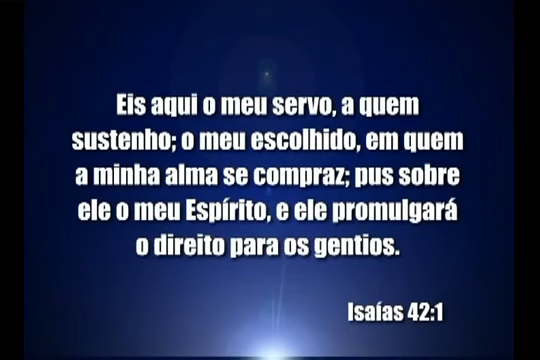 Eis aqui o meu servo, a quem
sustenho; o meu escolhido, em quem
a minha alma se compraz; pus sobre
ele o meu Espírito, e ele promulgará
o direito para os gentios.
Isaías 42:1